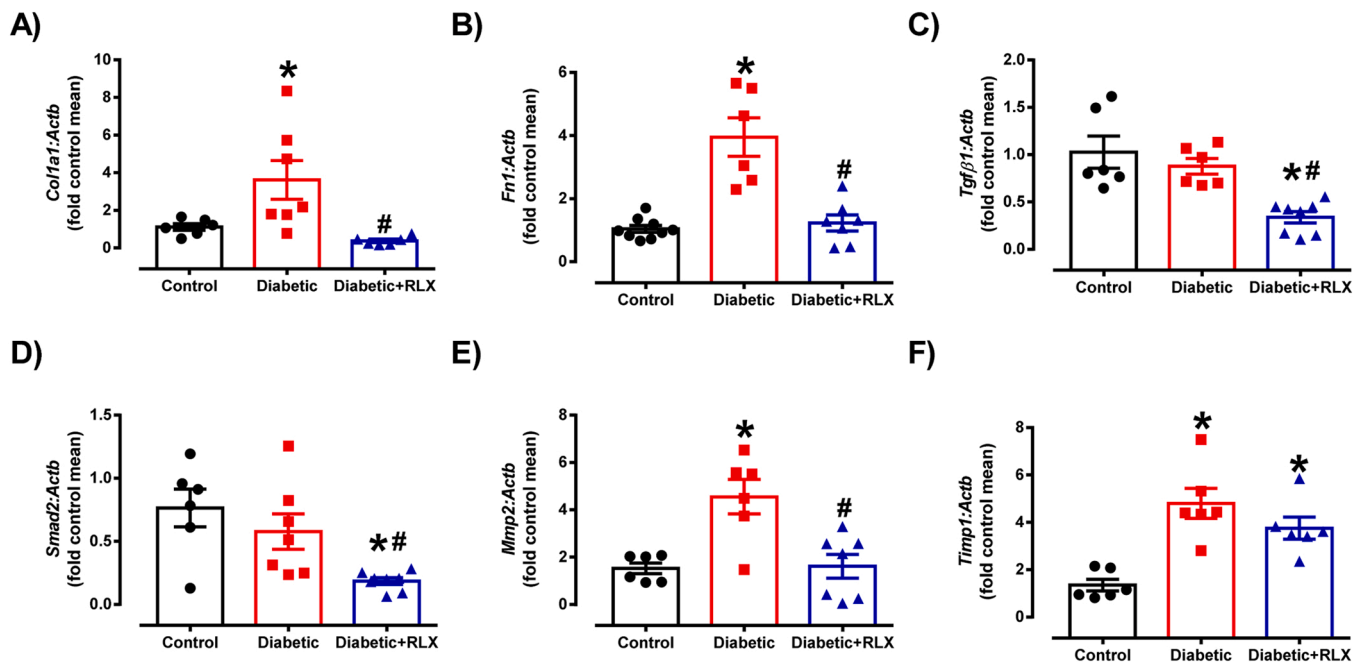 A)
Col1a1:Actb
(fold control mean)
10
8
6
4
2
0
*
#
Control Diabetic Diabetic+RLX
B)
Fn1:Actb
(fold control mean)
6
4
2
0
*
#
Control Diabetic Diabetic+RLX
C)
Tgfβ1:Actb
(fold control mean)
2.0
1.5
1.0
0.5
0.0
*#
Control Diabetic Diabetic+RLX
D)
Smad2:Actb
(fold control mean)
1.5
1.0
0.5
0.0
*#
Control Diabetic Diabetic+RLX
E)
Mmp2:Actb
(fold control mean)
8
6
4
2
0
*
#
Control Diabetic Diabetic+RLX
F)
Timp1:Actb
(fold control mean)
8
6
4
2
0
*
*
Control Diabetic Diabetic+RLX